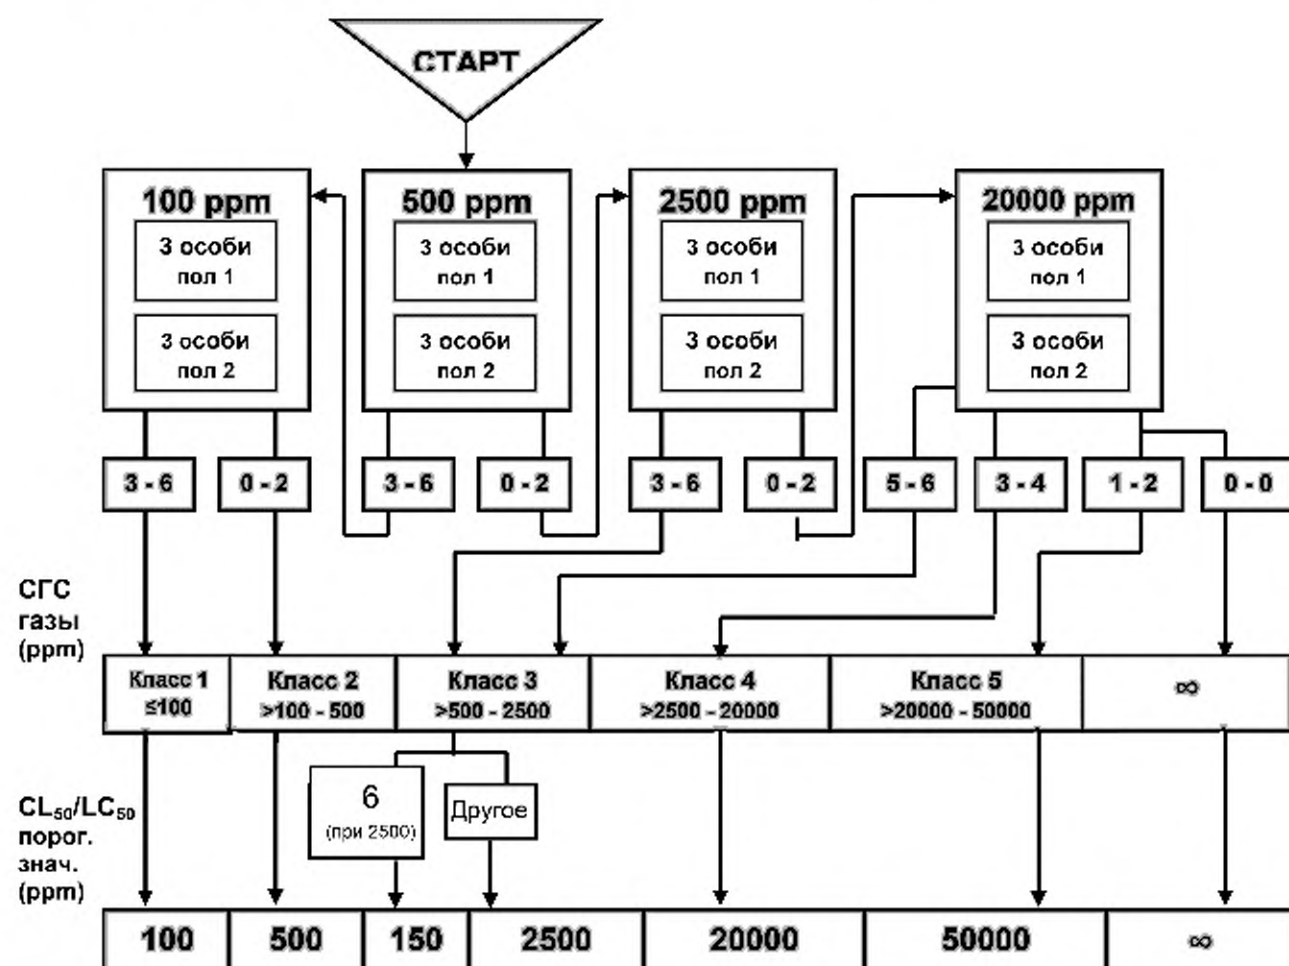 СТАРТ
100 ppm
3 особи
пол 1
3 особи
пол 2
500 ppm
3 особи
пол 1
3 особи
пол 2
2500 ppm
3 особи
пол 1
3 особи
пол 2
20000 ppm
3 особи
пол 1
3 особи
пол 2
3 - 6
0 - 2
3 - 6
0 - 2
3 - 6
0 - 2
5 - 6
3 - 4
1 - 2
0 - 0
СГС
газы
(ppm)
Класс 1
≤100
Класс 2
>100 - 500
Класс 3
>500 - 2500
Класс 4
>2500 - 20000
Класс 5
>20000 - 50000
∞
6
(при 2500)
Другое
CL50/LC50
порог.
знач.
(ppm)
100
500
150
2500
20000
50000
∞